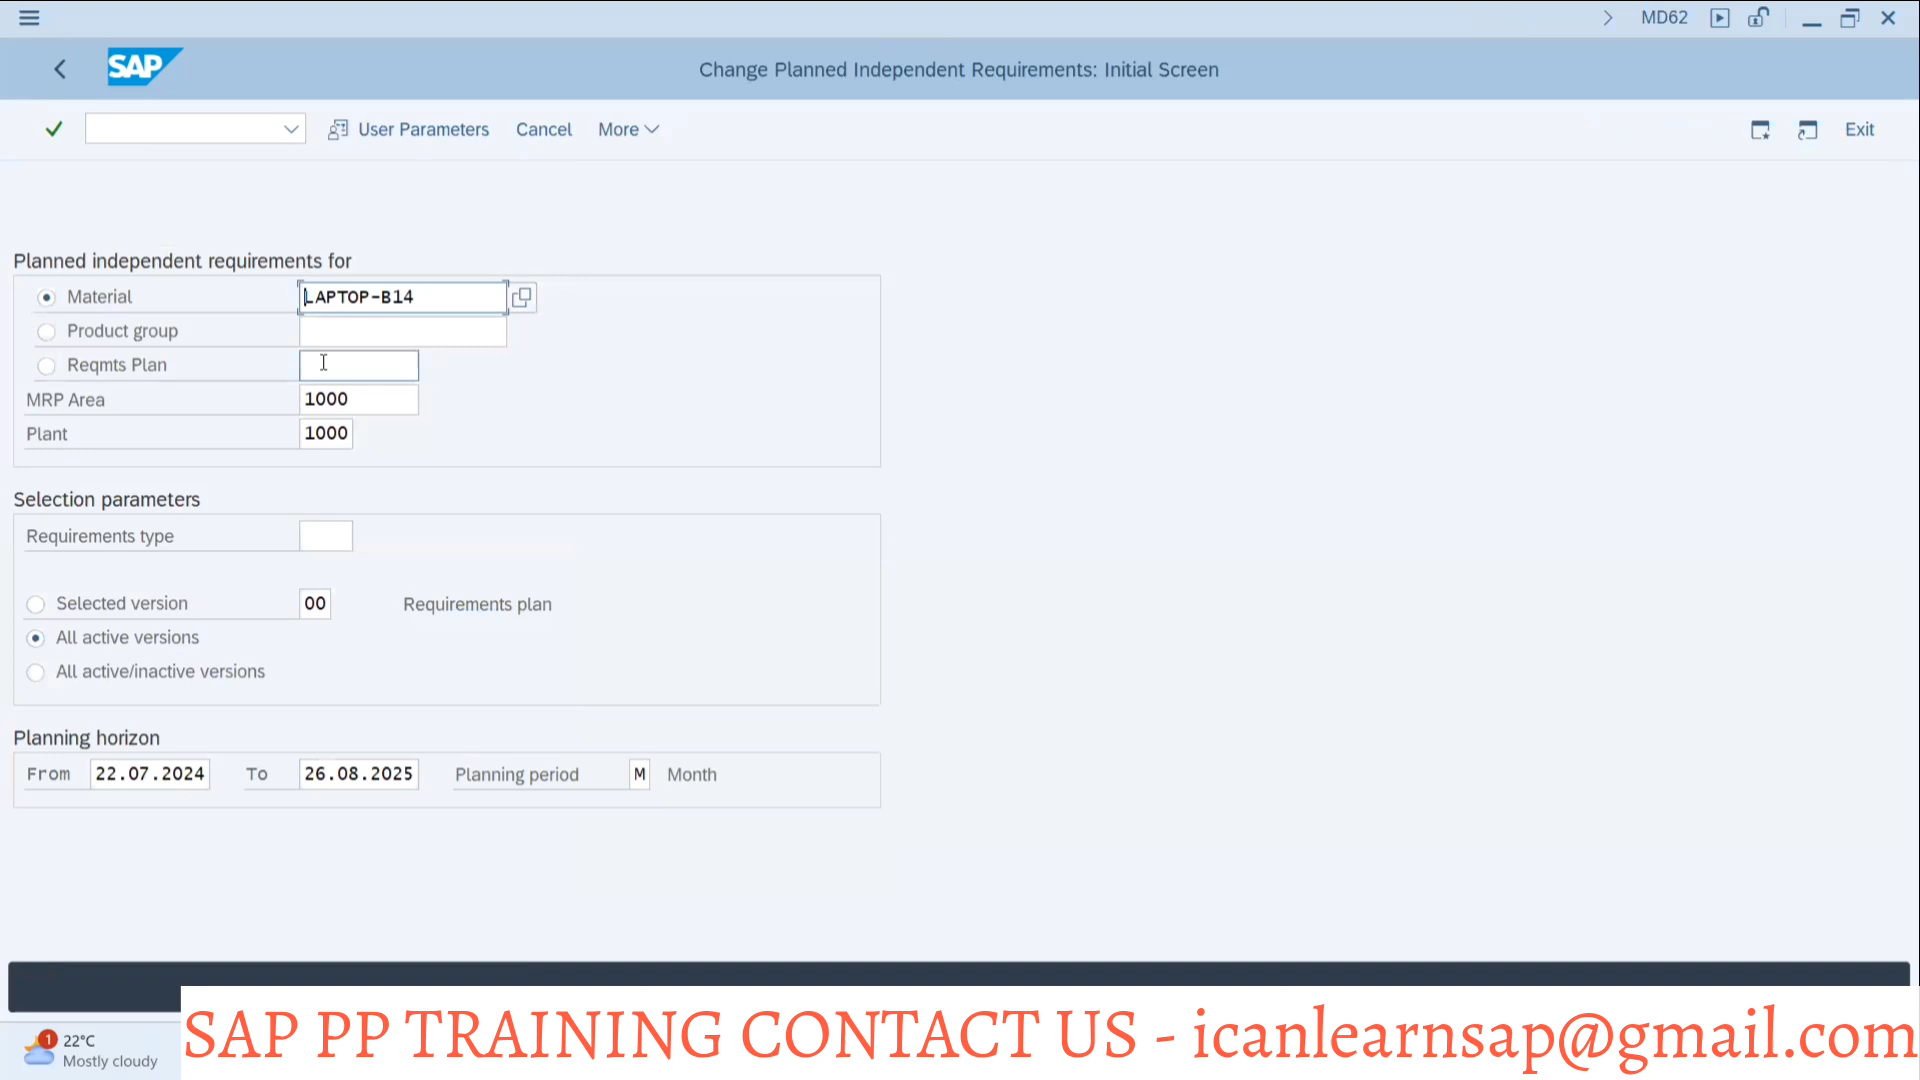 MD62
SAP
Change Planned Independent Requirements: Initial Screen
User Parameters
Cancel
More
Exit
Planned independent requirements for
Material
LAPTOP-B14
Product group
Reqmts Plan
MRP Area
1000
Plant
1000
Selection parameters
Requirements type
Selected version
00
Requirements plan
All active versions
All active/inactive versions
Planning horizon
From
22.07.2024
To
26.08.2025
Planning period
M
Month
1
22°C
Mostly cloudy
SAP PP TRAINING CONTACT US - icanlearnsap@gmail.com